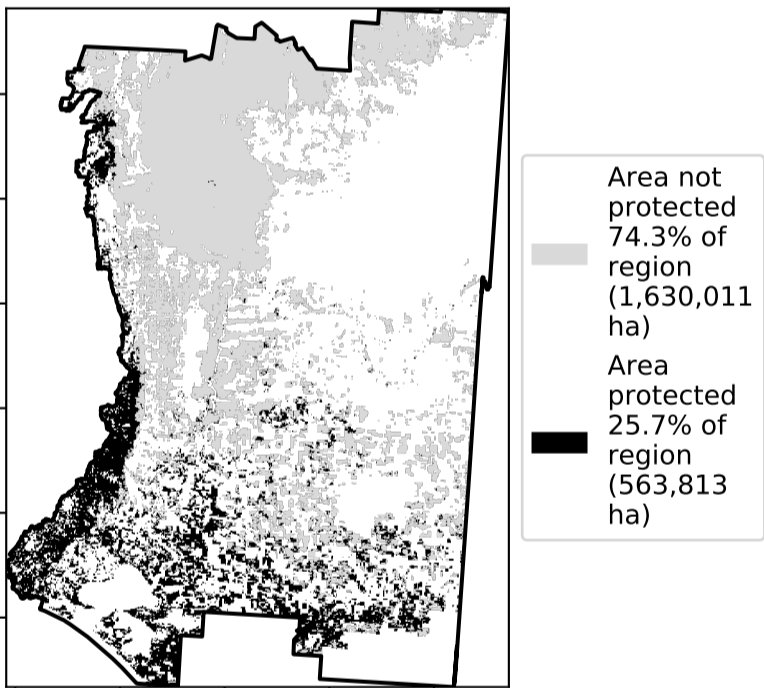 Area not
protected
74.3% of
region
(1,630,011
ha)
Area
protected
25.7% of
region
(563,813
ha)